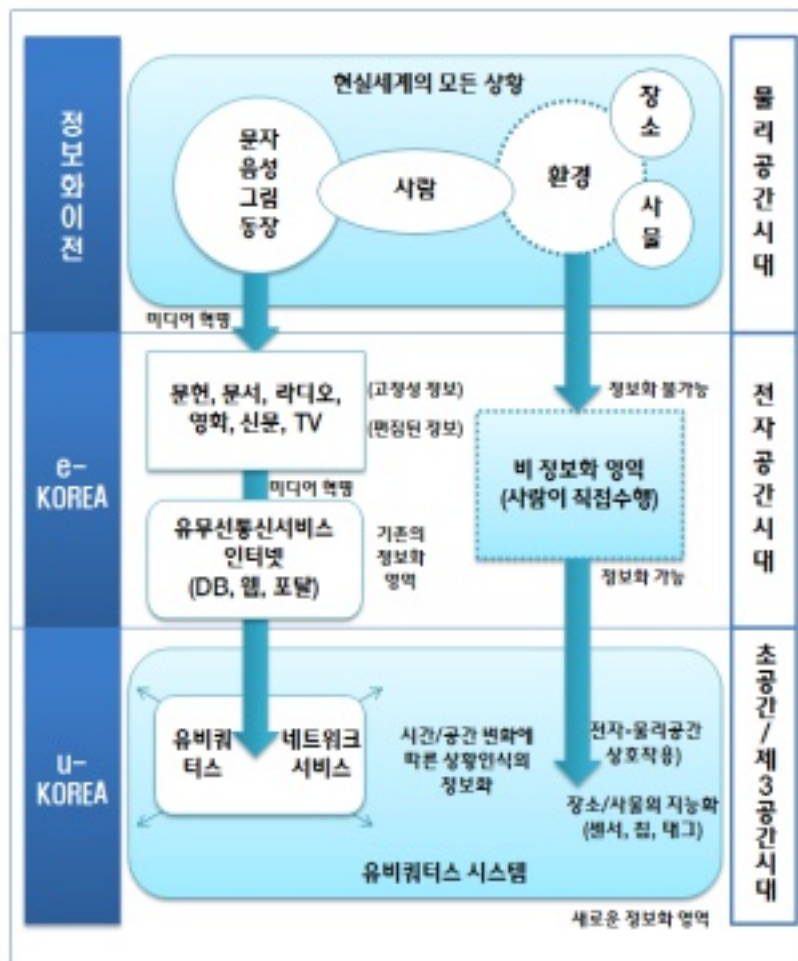 정보화이전
현실세계의 모든 상황
문자
음성
그림
동장
사람
환경
장소
사물
물리공간시대
미디어 혁명
e-
KOREA
문헌, 문서, 라디오,
영화, 신문, TV
(고정성 정보)
(편집된 정보)
미디어 혁명
유무선통신서비스
인터넷
(DB, 웹, 포탈)
기존의
정보화
영역
정보화 불가능
비 정보화 영역
(사람이 직접수행)
정보화 가능
전자공간시대
u-
KOREA
유비쿼
터스
네트워크
서비스
시간/공간 변화에
따른 상황인식의
정보화
전자-물리공간
상호작용)
장소/사물의 지능화
(센서, 칩, 태그)
유비쿼터스 시스템
새로운 정보화 영역
초공간/제3공간시대